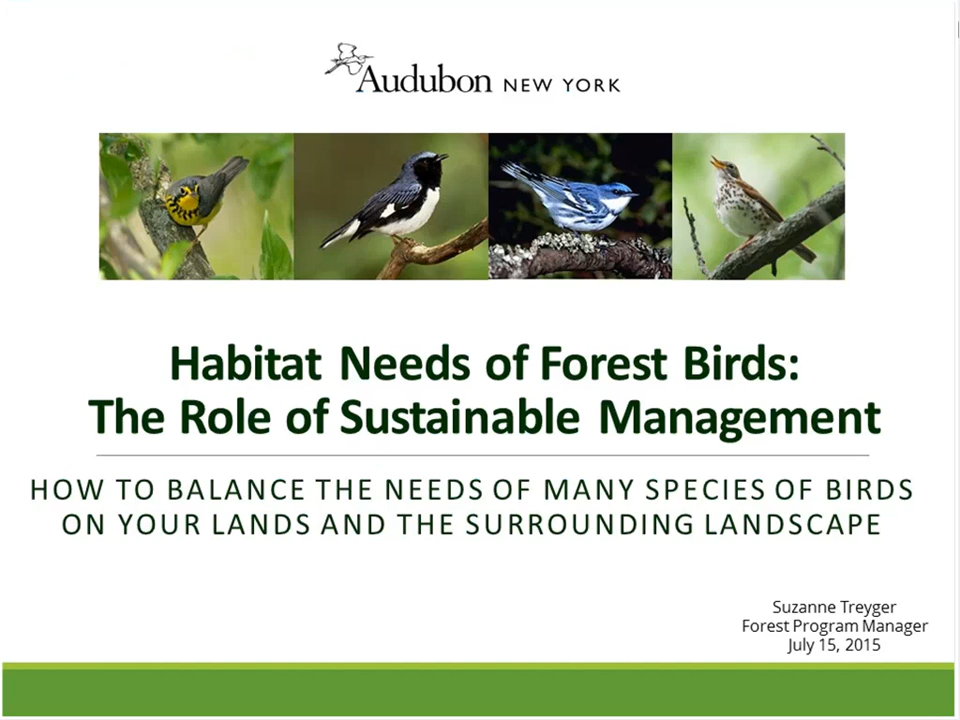 Audubon NEW YORK
Habitat Needs of Forest Birds:
The Role of Sustainable Management
HOW TO BALANCE THE NEEDS OF MANY SPECIES OF BIRDS
ON YOUR LANDS AND THE SURROUNDING LANDSCAPE
Suzanne Treyger
Forest Program Manager
July 15, 2015